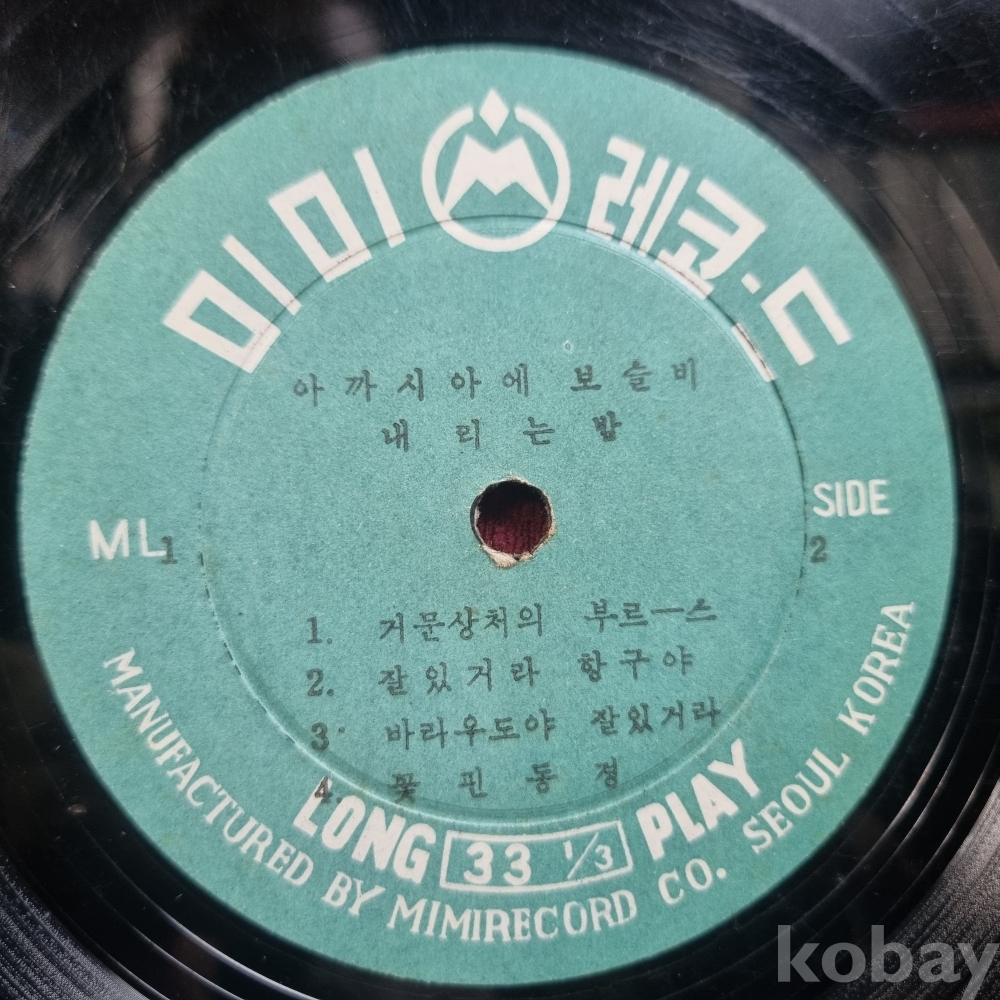 미미 M 레코-드
아까시아에 보슬비
내리는밤
SIDE
ML1
2
1. 거문상처의 부르ー스
2. 잘있거라 항구야
3. 바라우도야 잘있거라
4. 꽃핀동정
LONG 33 1/3 PLAY
MANUFACTURED BY MIMIRECORD CO. SEOUL KOREA
kobay